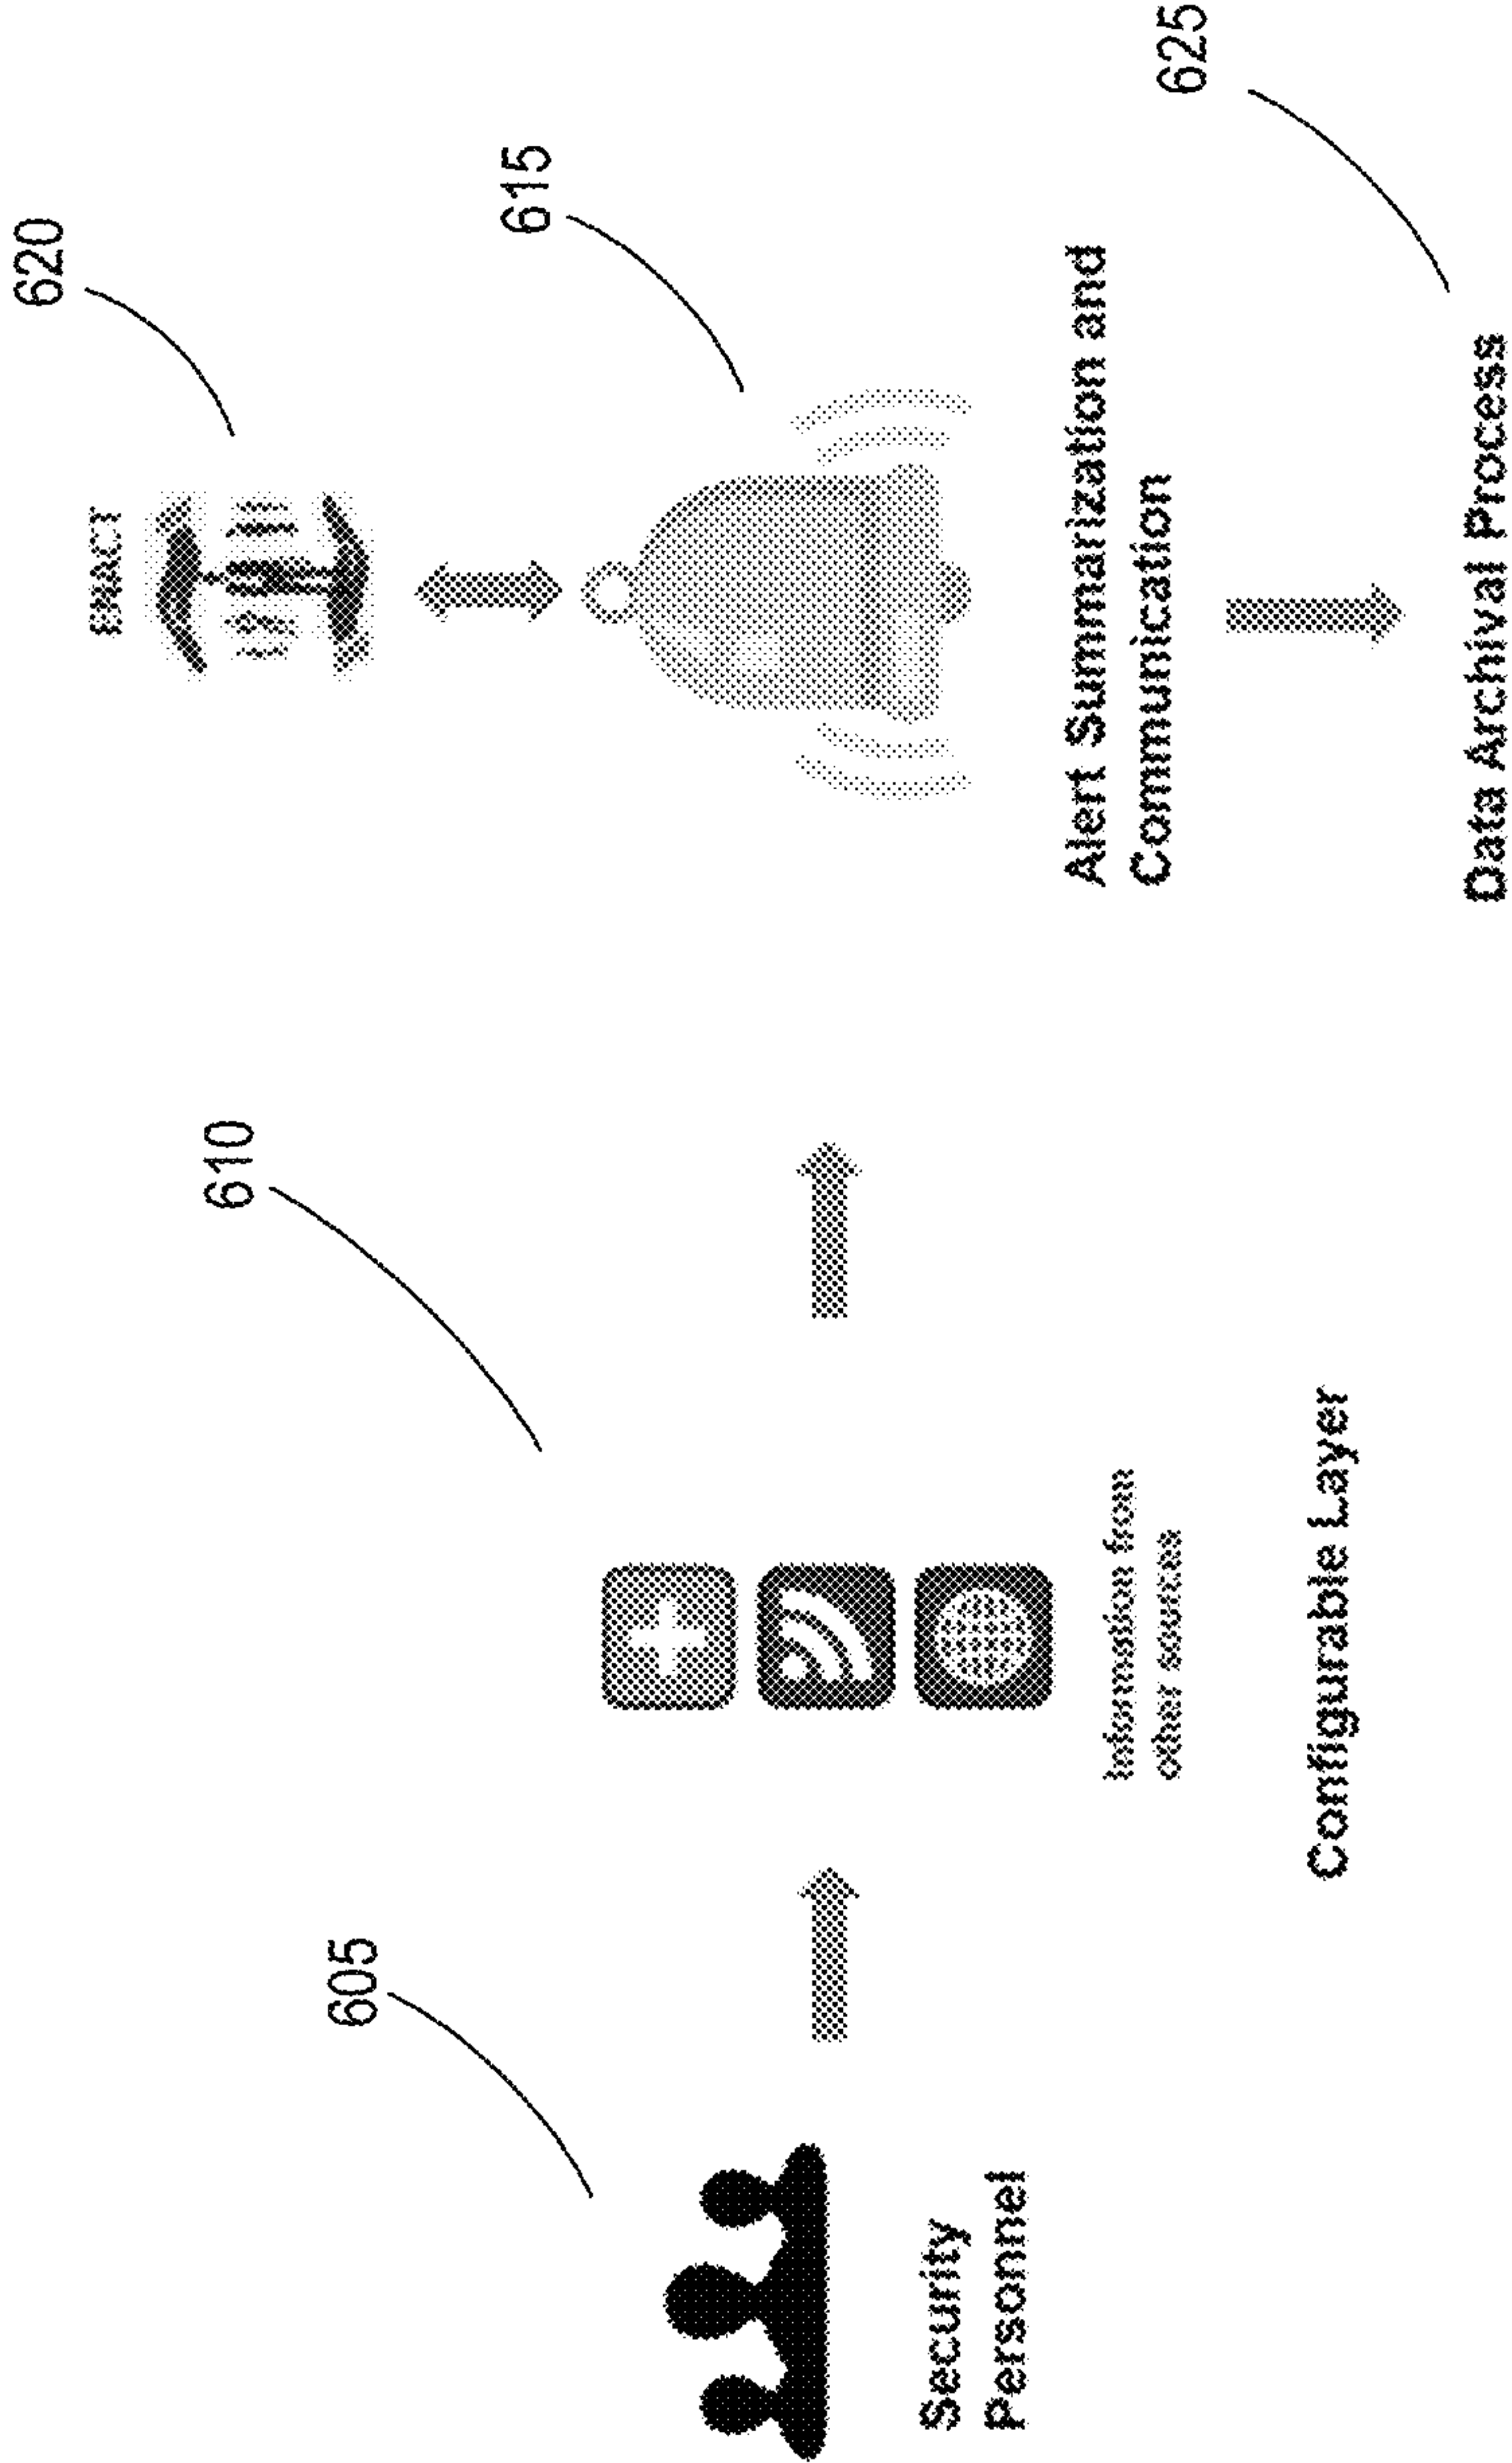 620
ERACT
615
610
605
625
Security
Personnel
Information from
other sources
Configurable Layer
Alert Summarization and
Communication
Data Archival Process